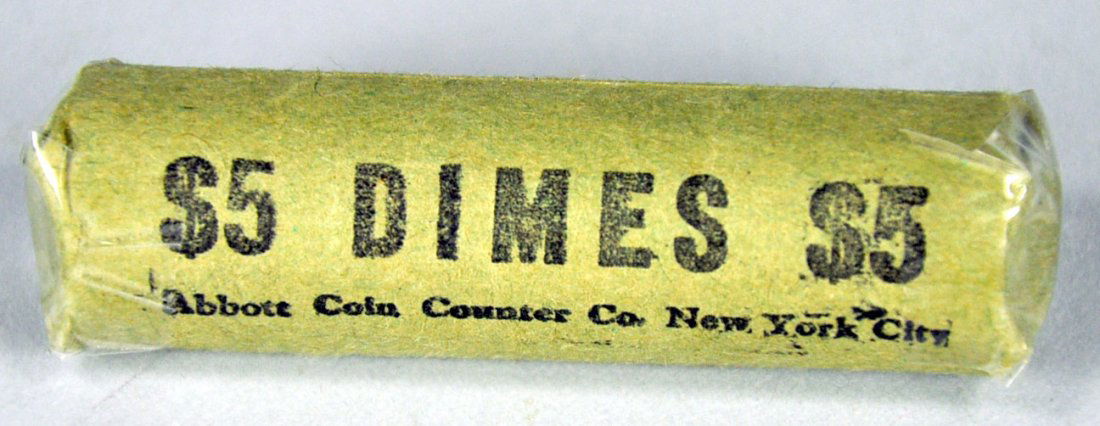 $5 DIMES $5
Abbott Coin Counter Co. New York City